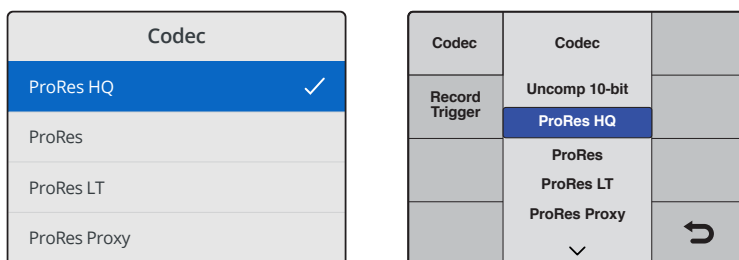 Codec
ProRes HQ
ProRes
ProRes LT
ProRes Proxy
Codec
Record
Trigger
Codec
Uncomp 10-bit
ProRes HQ
ProRes
ProRes LT
ProRes Proxy